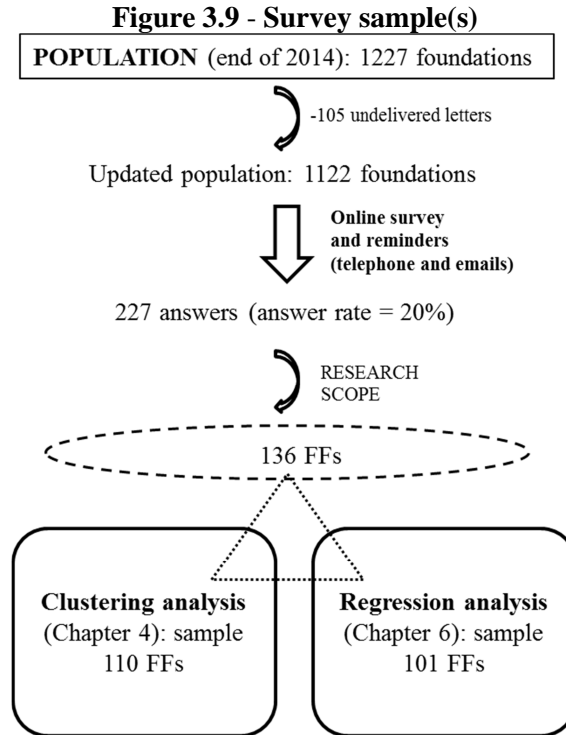 Figure 3.9 - Survey sample(s)
POPULATION (end of 2014): 1227 foundations
-105 undelivered letters
Updated population: 1122 foundations
Online survey
and reminders
(telephone and emails)
227 answers (answer rate = 20%)
RESEARCH
SCOPE
136 FFs
Clustering analysis
(Chapter 4): sample
110 FFs
Regression analysis
(Chapter 6): sample
101 FFs